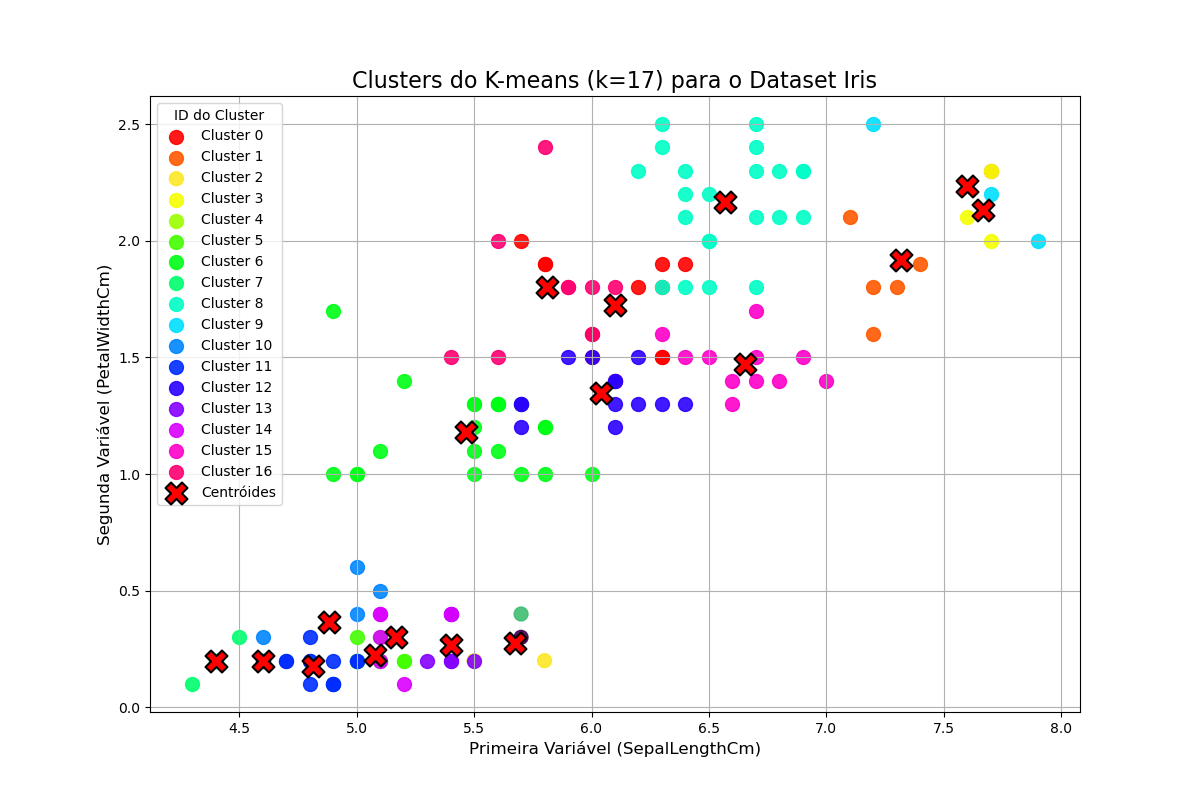 Clusters do K-means (k=17) para o Dataset Iris
ID do Cluster
Cluster 0
Cluster 1
Cluster 2
Cluster 3
Cluster 4
Cluster 5
Cluster 6
Cluster 7
Cluster 8
Cluster 9
Cluster 10
Cluster 11
Cluster 12
Cluster 13
Cluster 14
Cluster 15
Cluster 16
Centróides
Segunda Variável (PetalWidthCm)
2.5
2.0
1.5
1.0
0.5
0.0
4.5 5.0 5.5 6.0 6.5 7.0 7.5 8.0
Primeira Variável (SepalLengthCm)